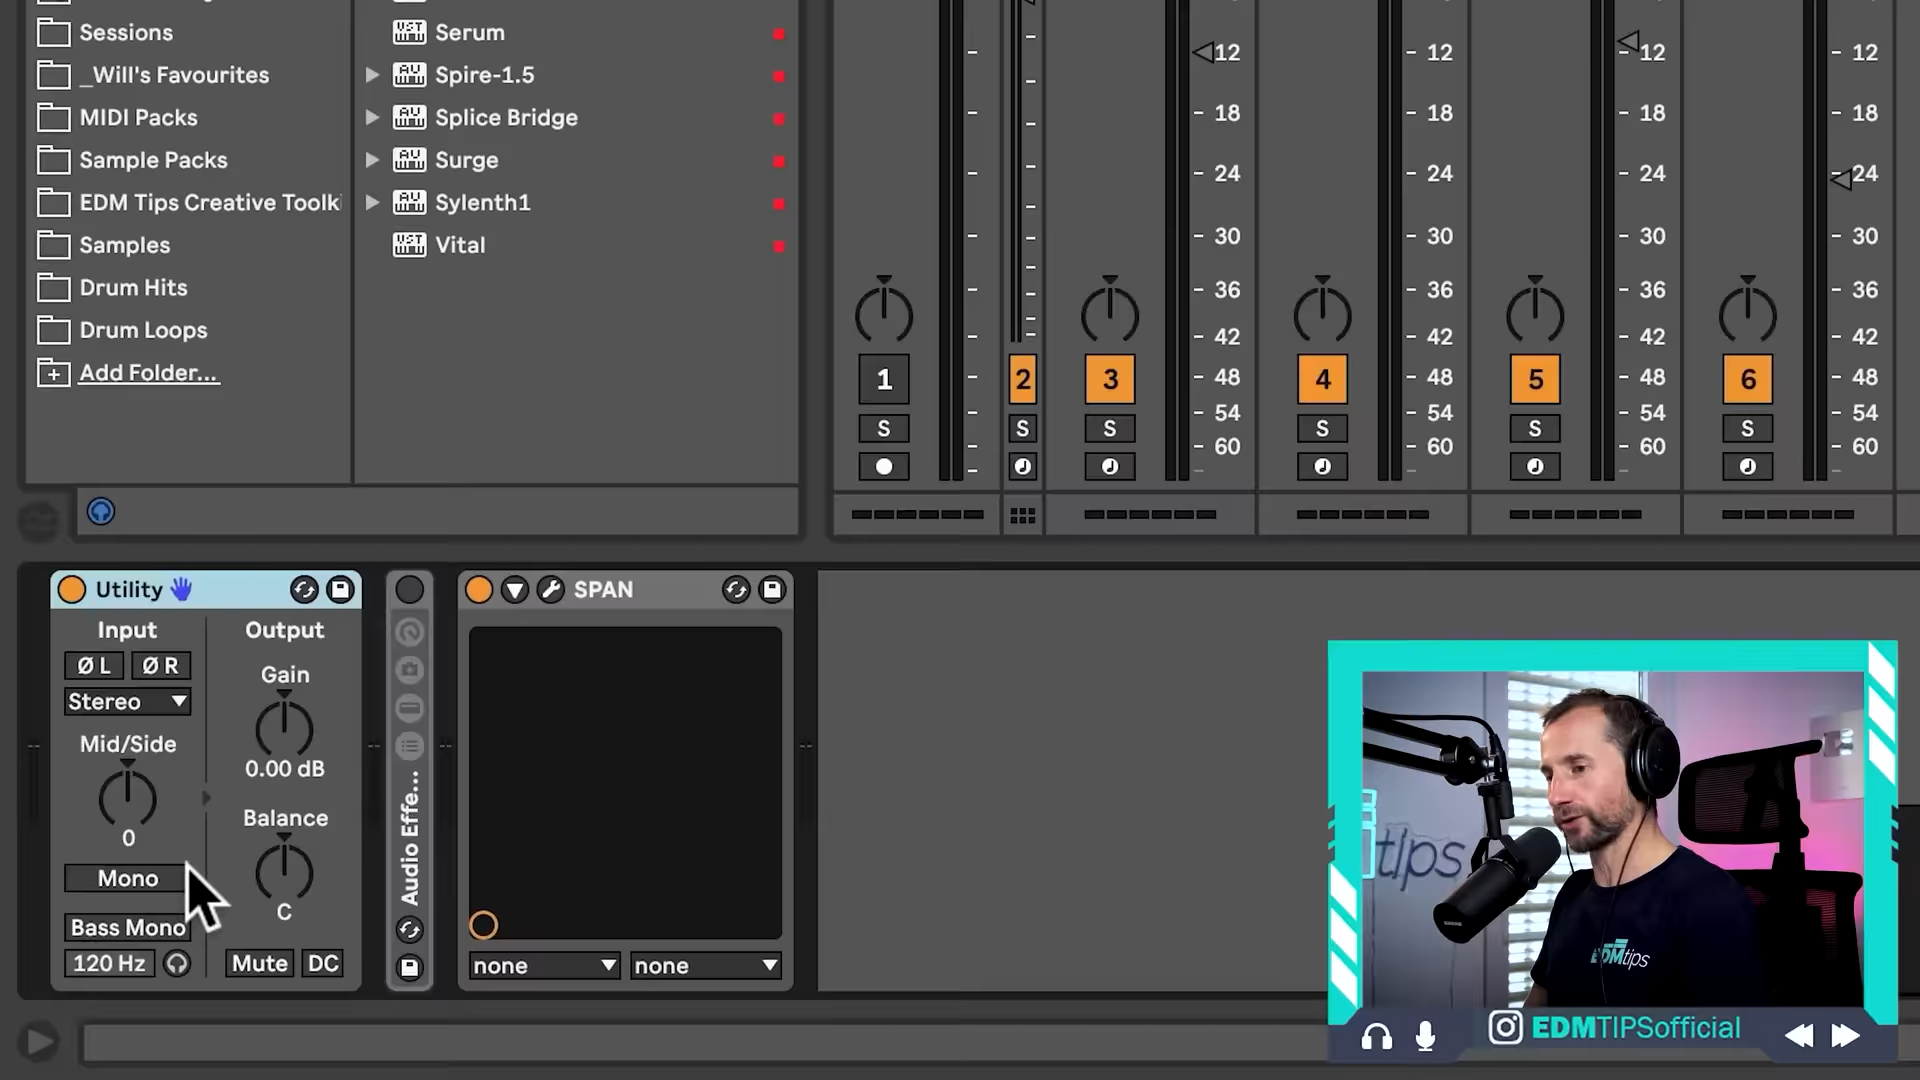 Sessions
_Will's Favourites
MIDI Packs
Sample Packs
EDM Tips Creative Toolki
Samples
Drum Hits
Drum Loops
Add Folder...
Serum
Spire-1.5
Splice Bridge
Surge
Sylenth1
Vital
12 12 12 12
18 18 18 18
24 24 24 24
30 30 30 30
36 36 36 36
42 42 42 42
1 2 3 48 4 48 5 48 6 48
54 54 54 54
S S S S S S
60 60 60 60
Utility
Input
Ø L Ø R
Stereo
Mid/Side
0
Mono
Bass Mono
120 Hz
Output
Gain
0.00 dB
Balance
C
Mute DC
Audio Effe...
SPAN
none none
tips
EDMtips
EDMTIPSofficial